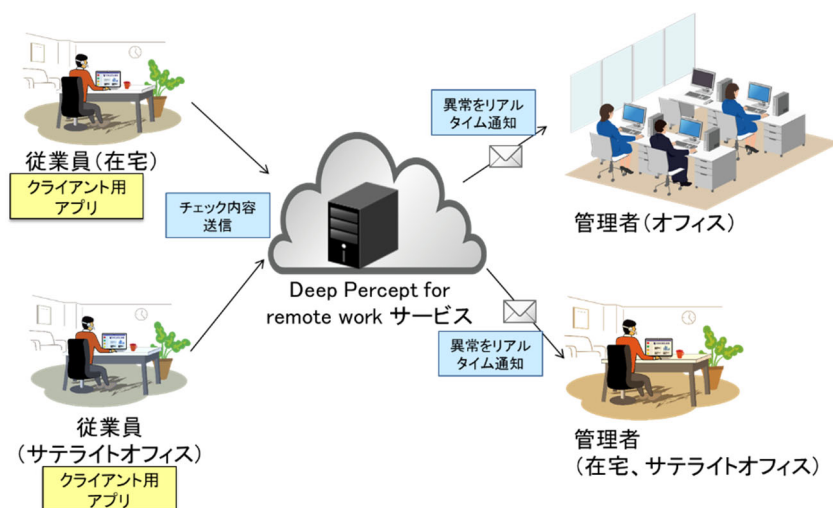 従業員(在宅)
クライアント用
アプリ
チェック内容
送信
従業員
(サテライトオフィス)
クライアント用
アプリ
Deep Percept for
remote work サービス
異常をリアル
タイム通知
管理者(オフィス)
異常をリアル
タイム通知
管理者
(在宅、サテライトオフィス)